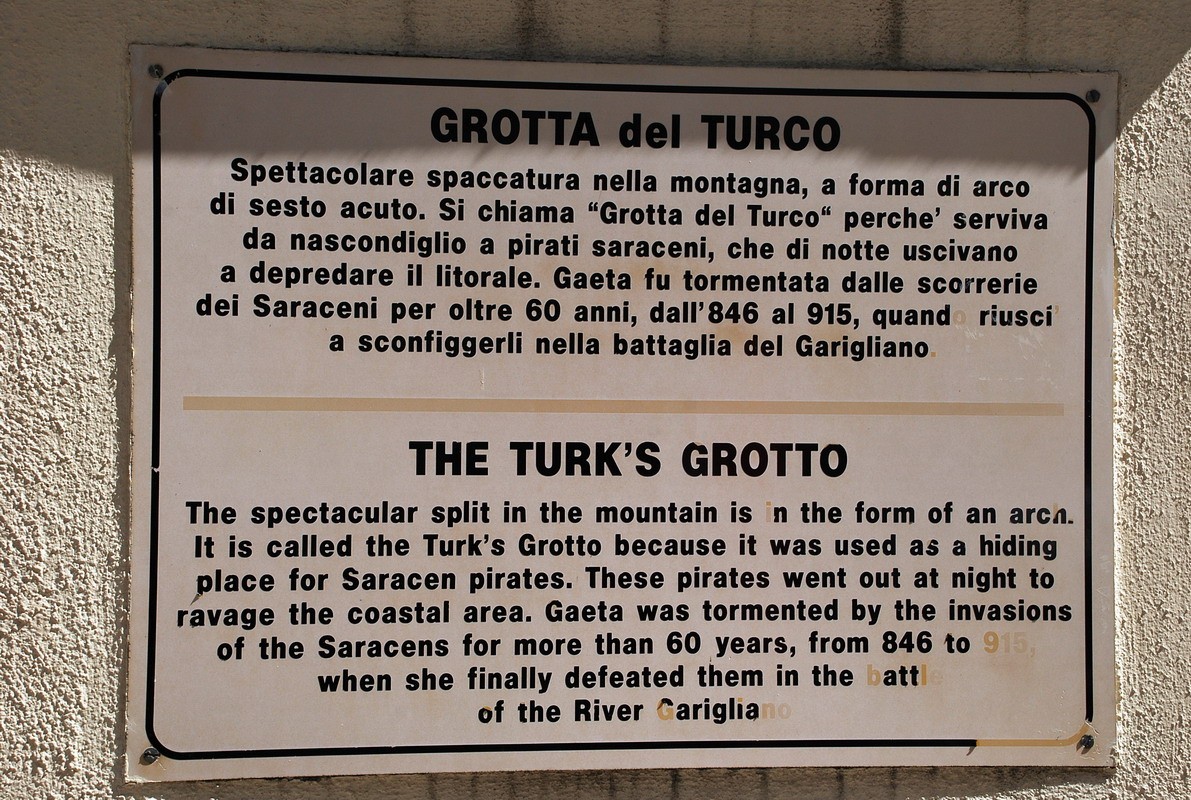 GROTTA del TURCO
Spettacolare spaccatura nella montagna, a forma di arco
di sesto acuto. Si chiama “Grotta del Turco“ perche’ serviva
da nascondiglio a pirati saraceni, che di notte uscivano
a depredare il litorale. Gaeta fu tormentata dalle scorrerie
dei Saraceni per oltre 60 anni, dall’846 al 915, quando riusci’
a sconfiggerli nella battaglia del Garigliano.
THE TURK’S GROTTO
The spectacular split in the mountain is in the form of an arch.
It is called the Turk’s Grotto because it was used as a hiding
place for Saracen pirates. These pirates went out at night to
ravage the coastal area. Gaeta was tormented by the invasions
of the Saracens for more than 60 years, from 846 to 915,
when she finally defeated them in the battle
of the River Garigliano